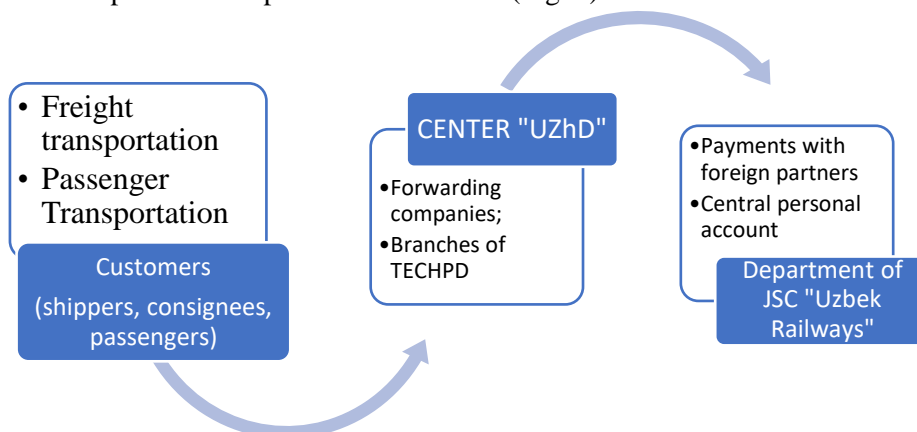 • Freight
transportation
• Passenger
Transportation
Customers
(shippers, consignees,
passengers)
CENTER "UZhD"
•Forwarding
companies;
•Branches of
TECHPD
•Payments with
foreign partners
•Central personal
account
Department of
JSC "Uzbek
Railways"